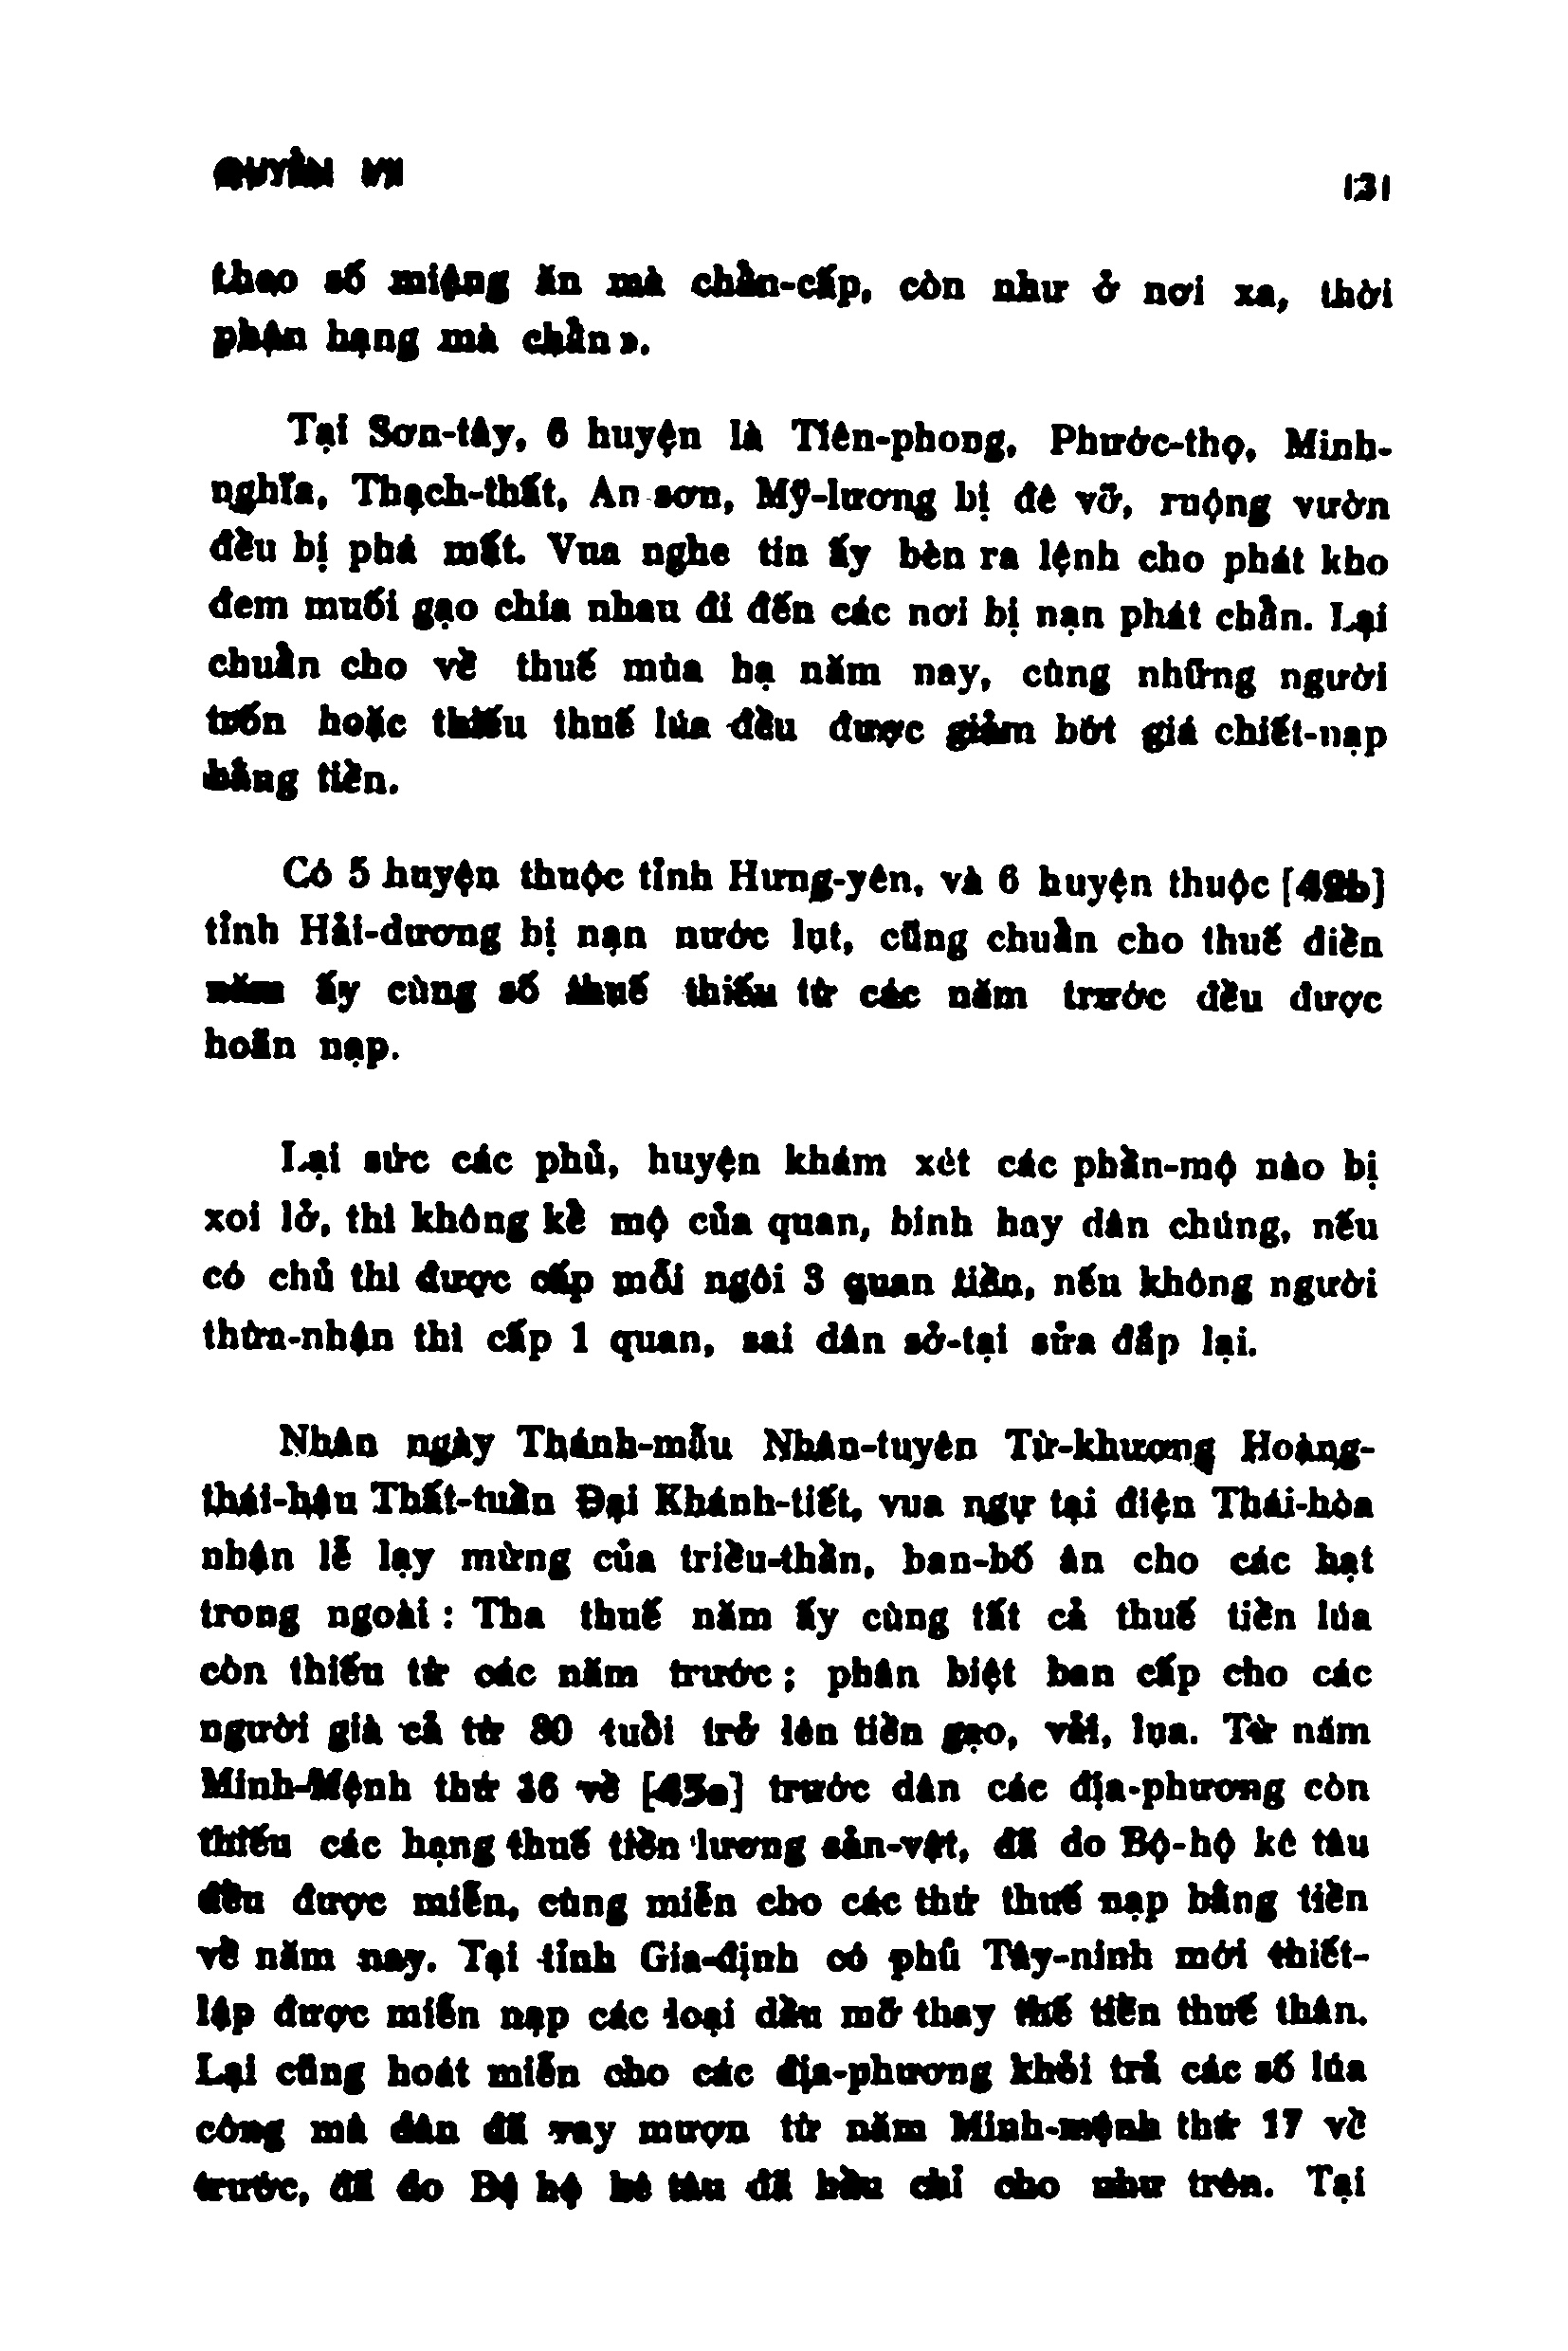 QUYỂN VII
131
theo số miệng ăn mà chẩn-cấp, còn như ở nơi xa, thời
phân hạng mà chẩn ».
Tại Sơn-tây, 6 huyện là Tiên-phong, Phước-thọ, Minh-
nghĩa, Thạch-thất, An-sơn, Mỹ-lương bị đê vỡ, ruộng vườn
đều bị phá mất. Vua nghe tin ấy bèn ra lệnh cho phát kho
đem muối gạo chia nhau đi đến các nơi bị nạn phát chẩn. Lại
chuẩn cho về thuế mùa hạ năm nay, cùng những người
trốn hoặc thiếu thuế lúa đều được giảm bớt giá chiết-nạp
bằng tiền.
Có 5 huyện thuộc tỉnh Hưng-yên, và 6 huyện thuộc [42b]
tỉnh Hải-dương bị nạn nước lụt, cũng chuẩn cho thuế điền
năm ấy cùng số thuế thiếu từ các năm trước đều được
hoãn nạp.
Lại sức các phủ, huyện khám xét các phần-mộ nào bị
xoi lở, thì không kể mộ của quan, binh hay dân chúng, nếu
có chủ thì được cấp mỗi ngôi 3 quan tiền, nếu không người
thừa-nhận thì cấp 1 quan, sai dân sở-tại sửa đắp lại.
Nhân ngày Thánh-mẫu Nhân-tuyên Từ-khương Hoàng-
thái-hậu Thất-tuần Đại Khánh-tiết, vua ngự tại điện Thái-hòa
nhận lễ lạy mừng của triều-thần, ban-bố ân cho các hạt
trong ngoài : Tha thuế năm ấy cùng tất cả thuế tiền lúa
còn thiếu từ các năm trước ; phân biệt ban cấp cho các
người già cả từ 80 tuổi trở lên tiền gạo, vải, lụa. Từ năm
Minh-Mệnh thứ 16 về [43a] trước dân các địa-phương còn
thiếu các hạng thuế tiền lương sản-vật, đã do Bộ-hộ kê tâu
đều được miễn, cùng miễn cho các thứ thuế nạp bằng tiền
về năm nay. Tại tỉnh Gia-định có phủ Tây-ninh mới thiết-
lập được miễn nạp các loại dầu mỡ thay thế tiền thuế thân.
Lại cũng hoát miễn cho các địa-phương khỏi trả các số lúa
công mà dân đã vay mượn từ năm Minh-mệnh thứ 17 về
trước, đã do Bộ hộ kê tâu đã hầu chỉ cho như trên. Tại